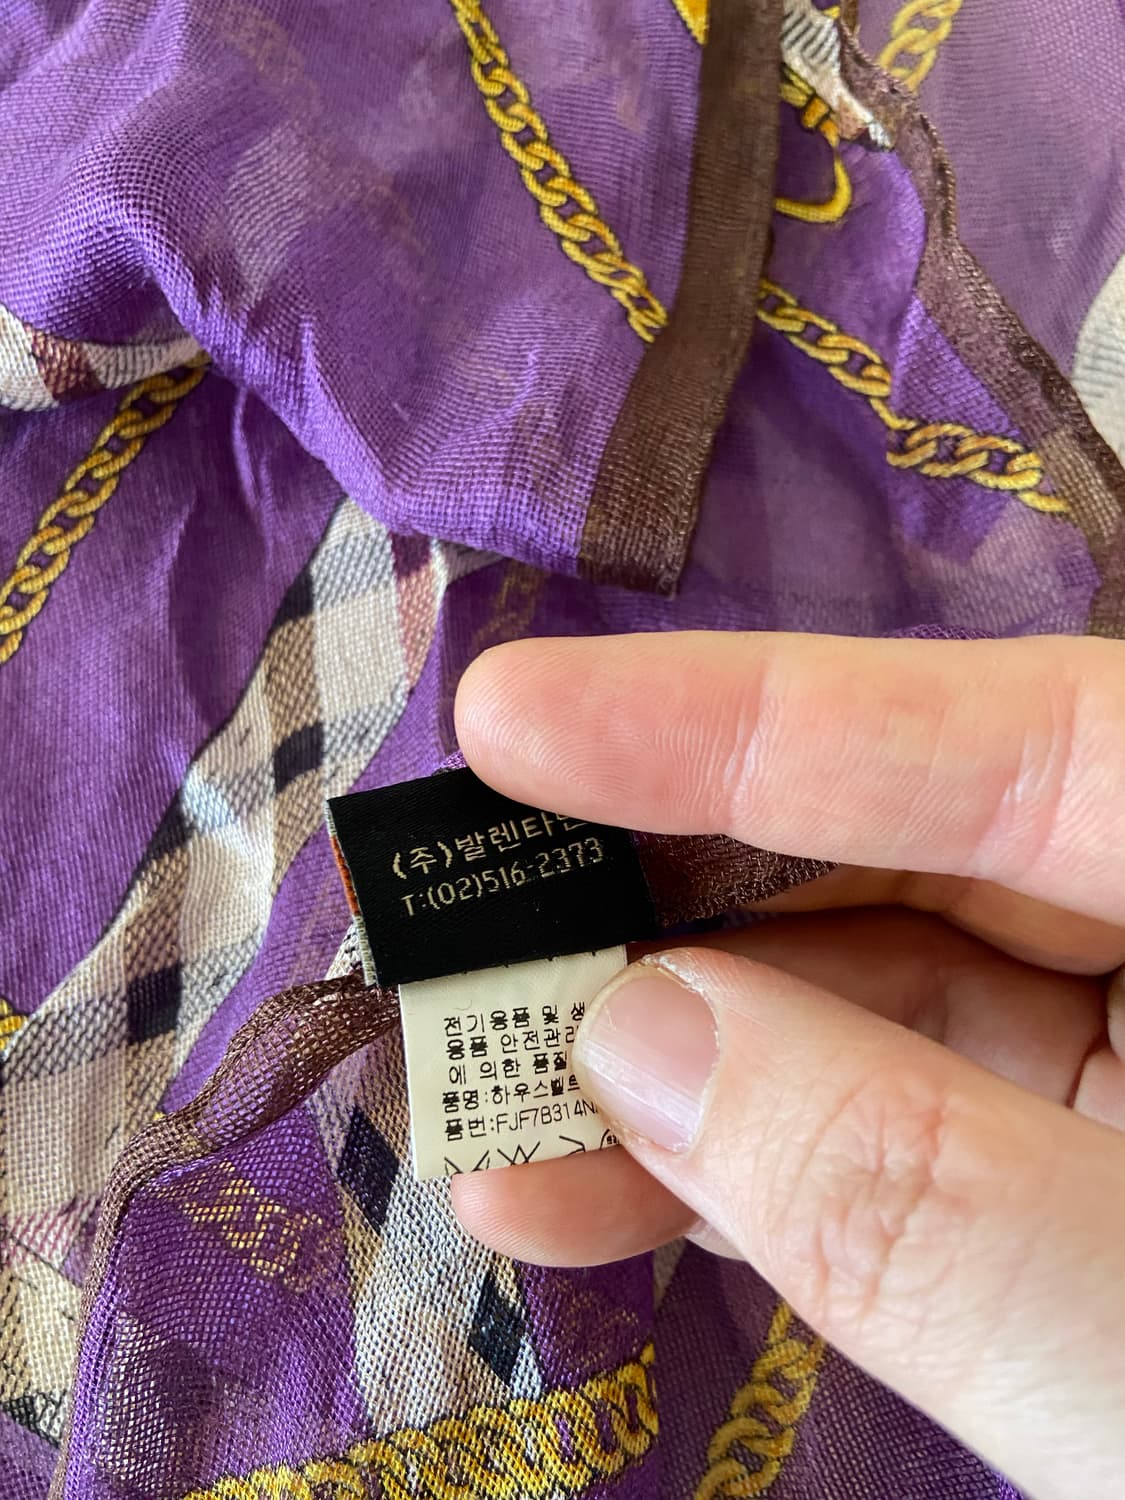 (주)발렌타
T:(02)516-2373
전기용품 및 생
용품 안전관리
에 의한 품질
품명:하우스벨트
품번:FJF7B314N